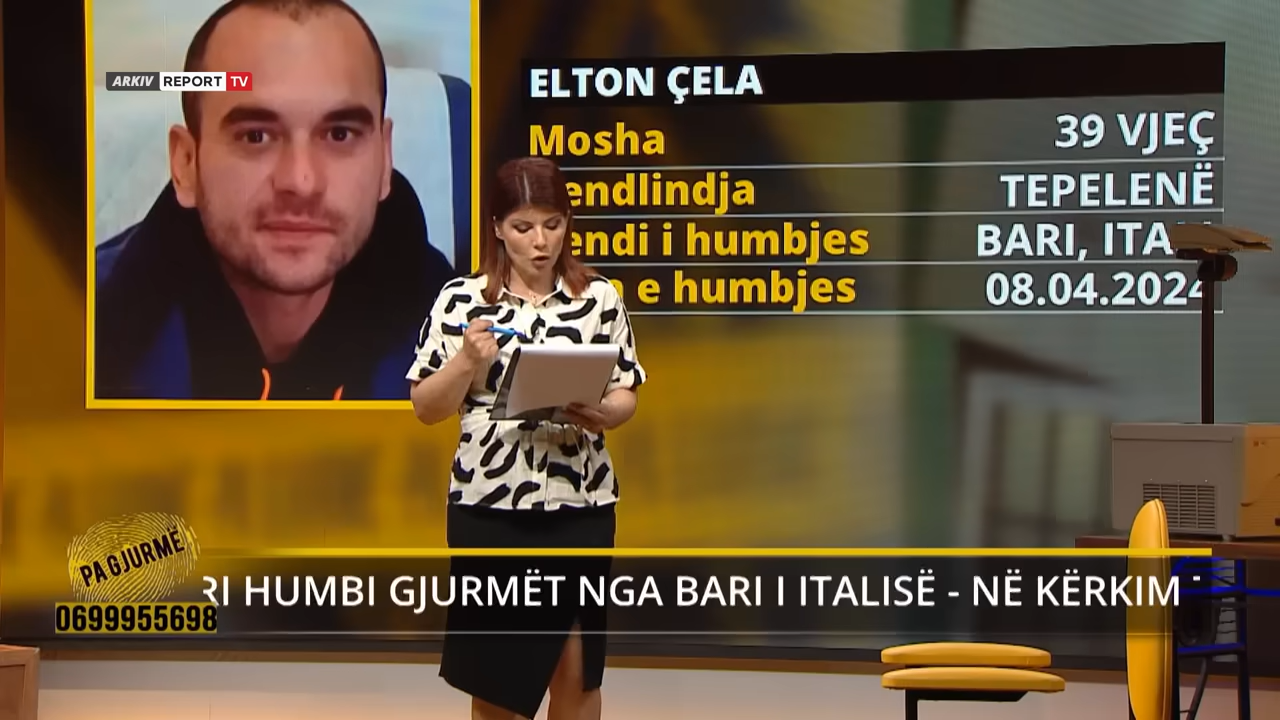 ARKIV REPORT TV
ELTON ÇELA
Mosha 39 VJEÇ
endlindja TEPELENË
endi i humbjes BARI, ITA
e humbjes 08.04.2024
PA GJURMË
RI HUMBI GJURMËT NGA BARI I ITALISË - NË KËRKIM
0699955698